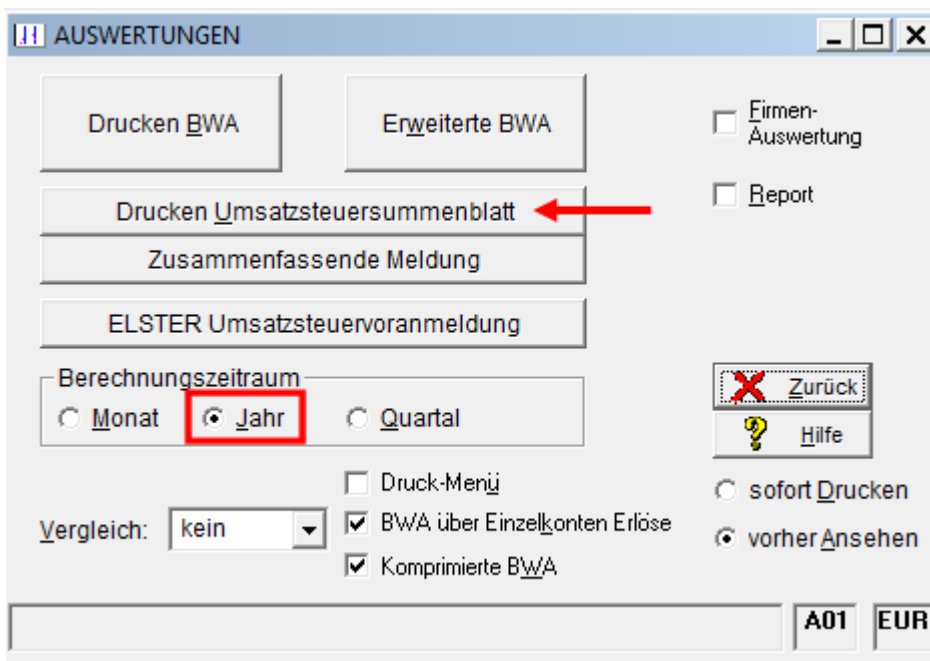 AUSWERTUNGEN
Drucken BWA
Erweiterte BWA
Firmen-
Auswertung
Drucken Umsatzsteuersummenblatt
Report
Zusammenfassende Meldung
ELSTER Umsatzsteuervoranmeldung
Berechnungszeitraum
Monat
Jahr
Quartal
Zurück
Hilfe
Druck-Menü
sofort Drucken
Vergleich:
kein
BWA über Einzelkonten Erlöse
vorher Ansehen
Komprimierte BWA
A01
EUR